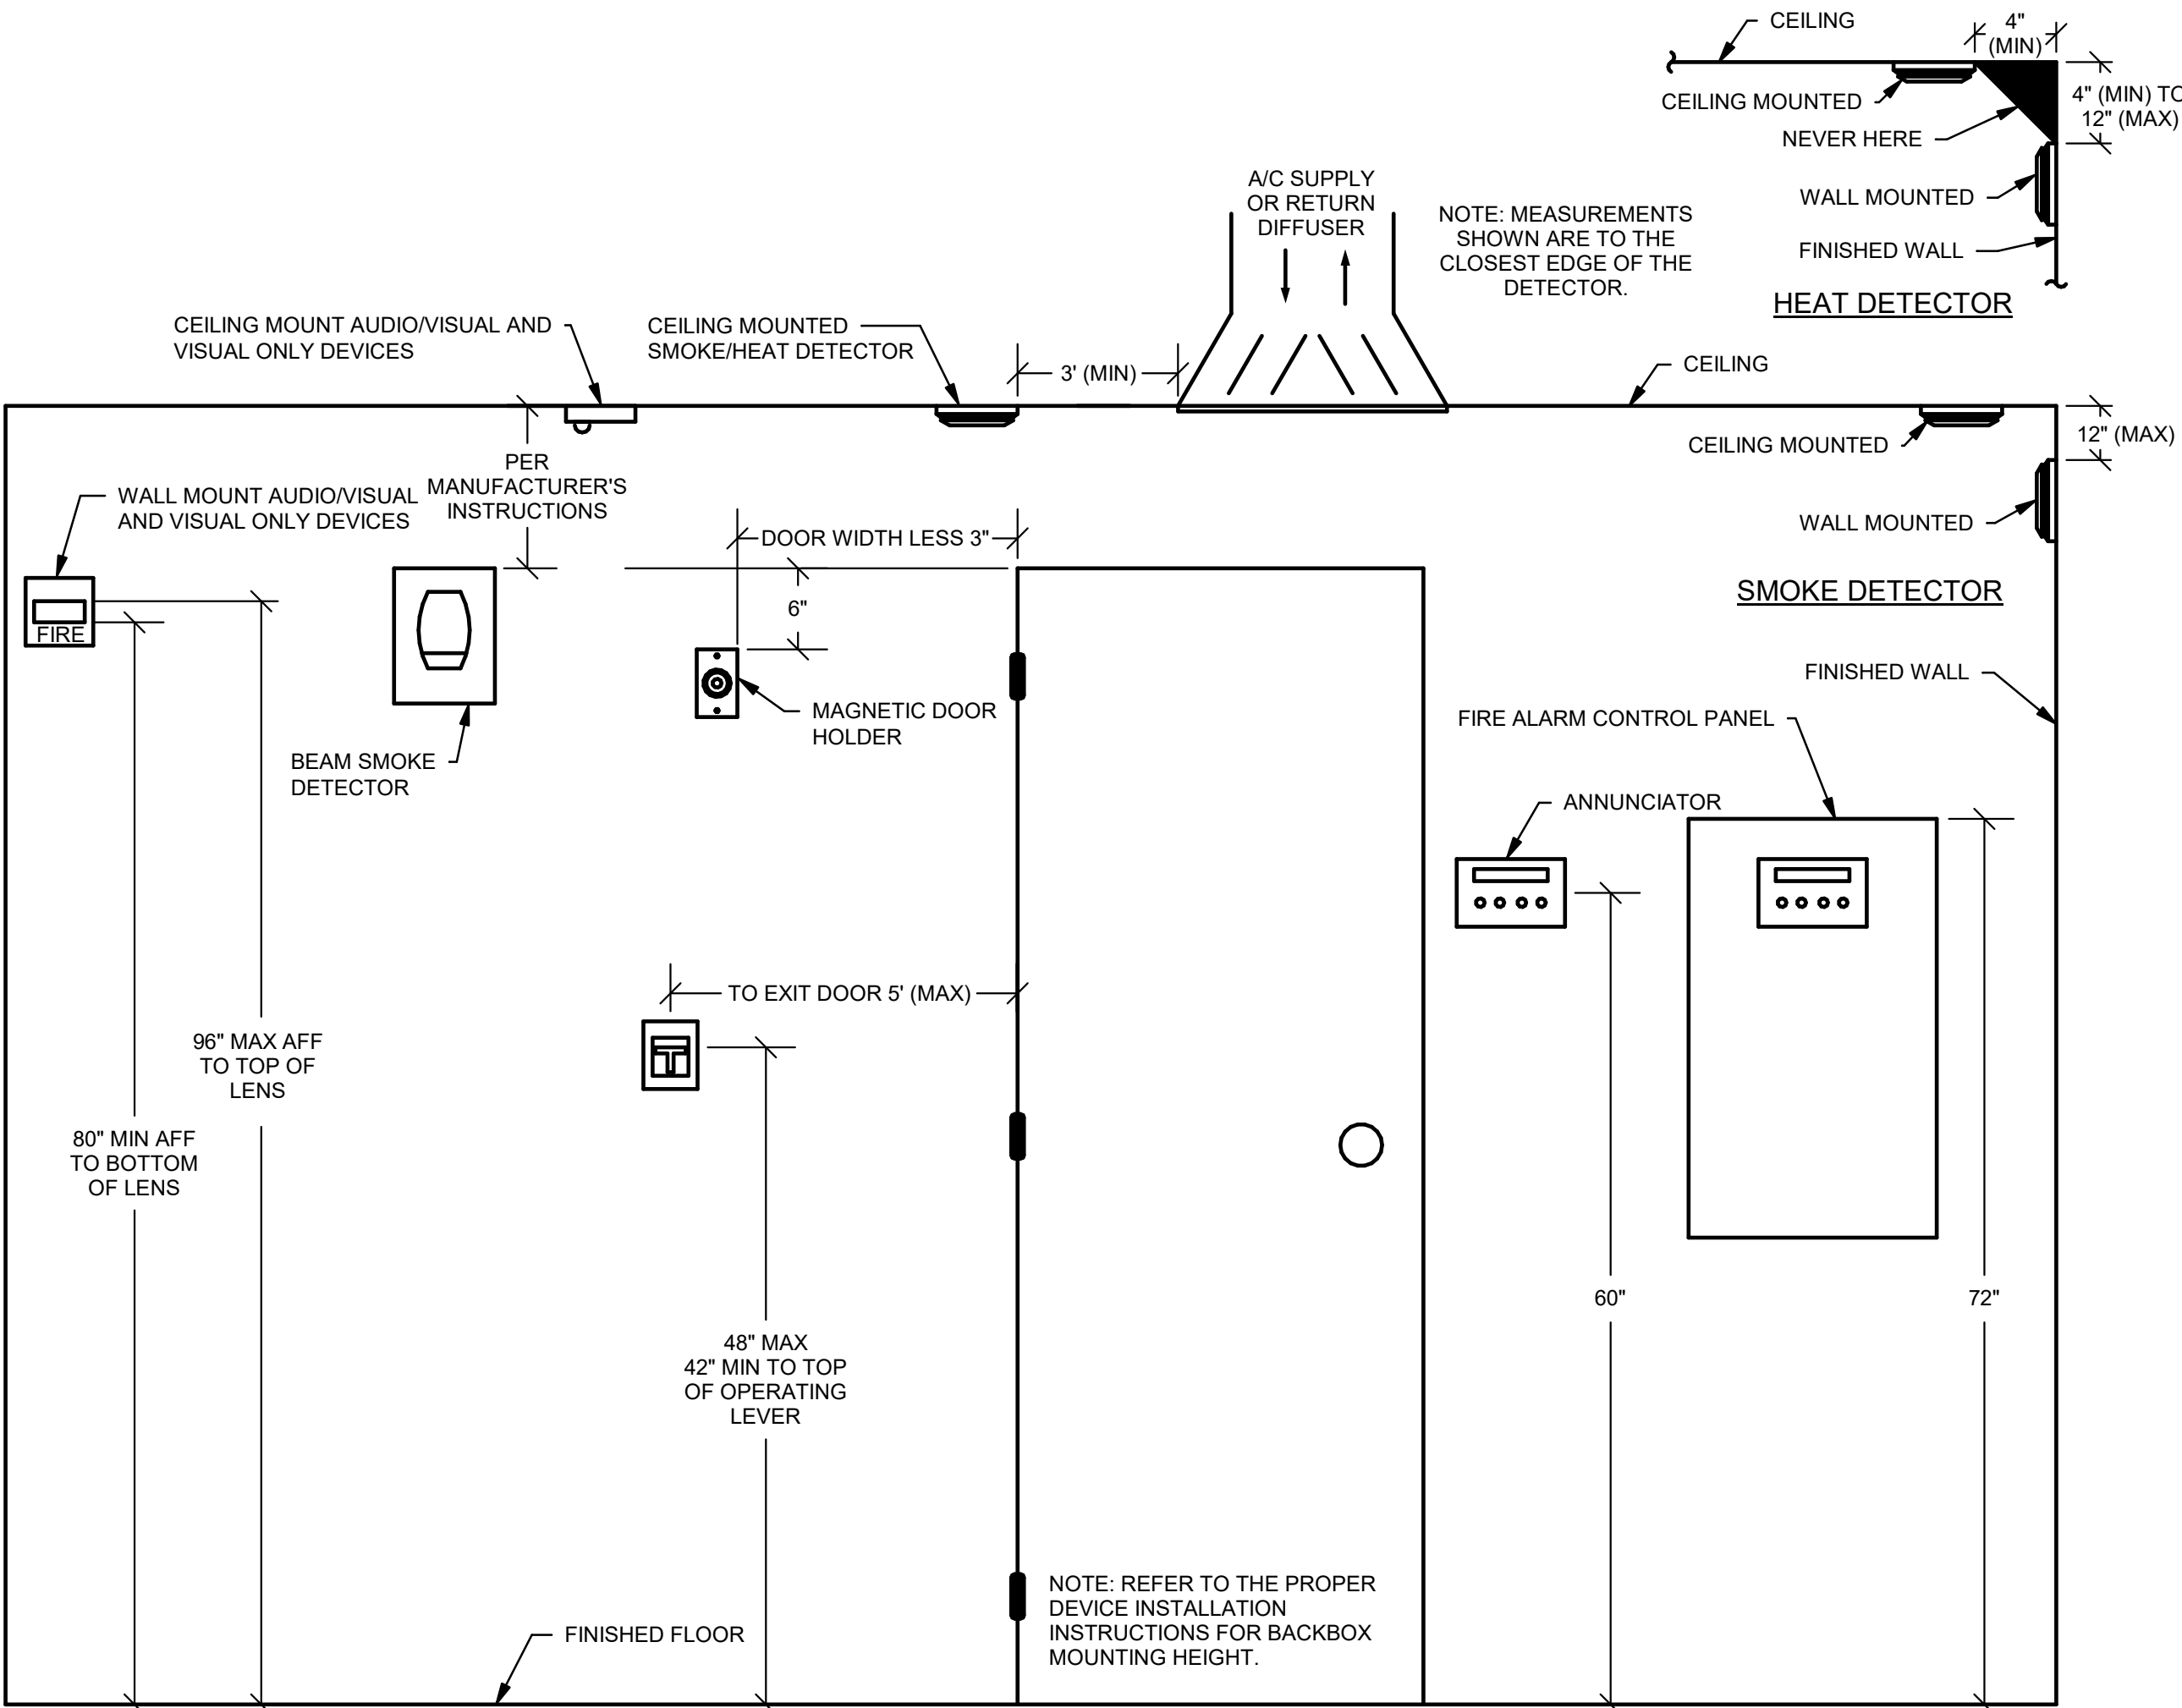 CEILING
4"
(MIN)
CEILING MOUNTED
4" (MIN) TO
12" (MAX)
NEVER HERE
WALL MOUNTED
FINISHED WALL
HEAT DETECTOR
A/C SUPPLY
OR RETURN
DIFFUSER
NOTE: MEASUREMENTS
SHOWN ARE TO THE
CLOSEST EDGE OF THE
DETECTOR.
CEILING MOUNT AUDIO/VISUAL AND
VISUAL ONLY DEVICES
CEILING MOUNTED
SMOKE/HEAT DETECTOR
3' (MIN)
CEILING
CEILING MOUNTED
12" (MAX)
WALL MOUNTED
SMOKE DETECTOR
PER
MANUFACTURER'S
INSTRUCTIONS
WALL MOUNT AUDIO/VISUAL
AND VISUAL ONLY DEVICES
DOOR WIDTH LESS 3"
6"
FIRE
MAGNETIC DOOR
HOLDER
BEAM SMOKE
DETECTOR
FINISHED WALL
FIRE ALARM CONTROL PANEL
ANNUNCIATOR
TO EXIT DOOR 5' (MAX)
96" MAX AFF
TO TOP OF
LENS
80" MIN AFF
TO BOTTOM
OF LENS
48" MAX
42" MIN TO TOP
OF OPERATING
LEVER
60"
72"
NOTE: REFER TO THE PROPER
DEVICE INSTALLATION
INSTRUCTIONS FOR BACKBOX
MOUNTING HEIGHT.
FINISHED FLOOR